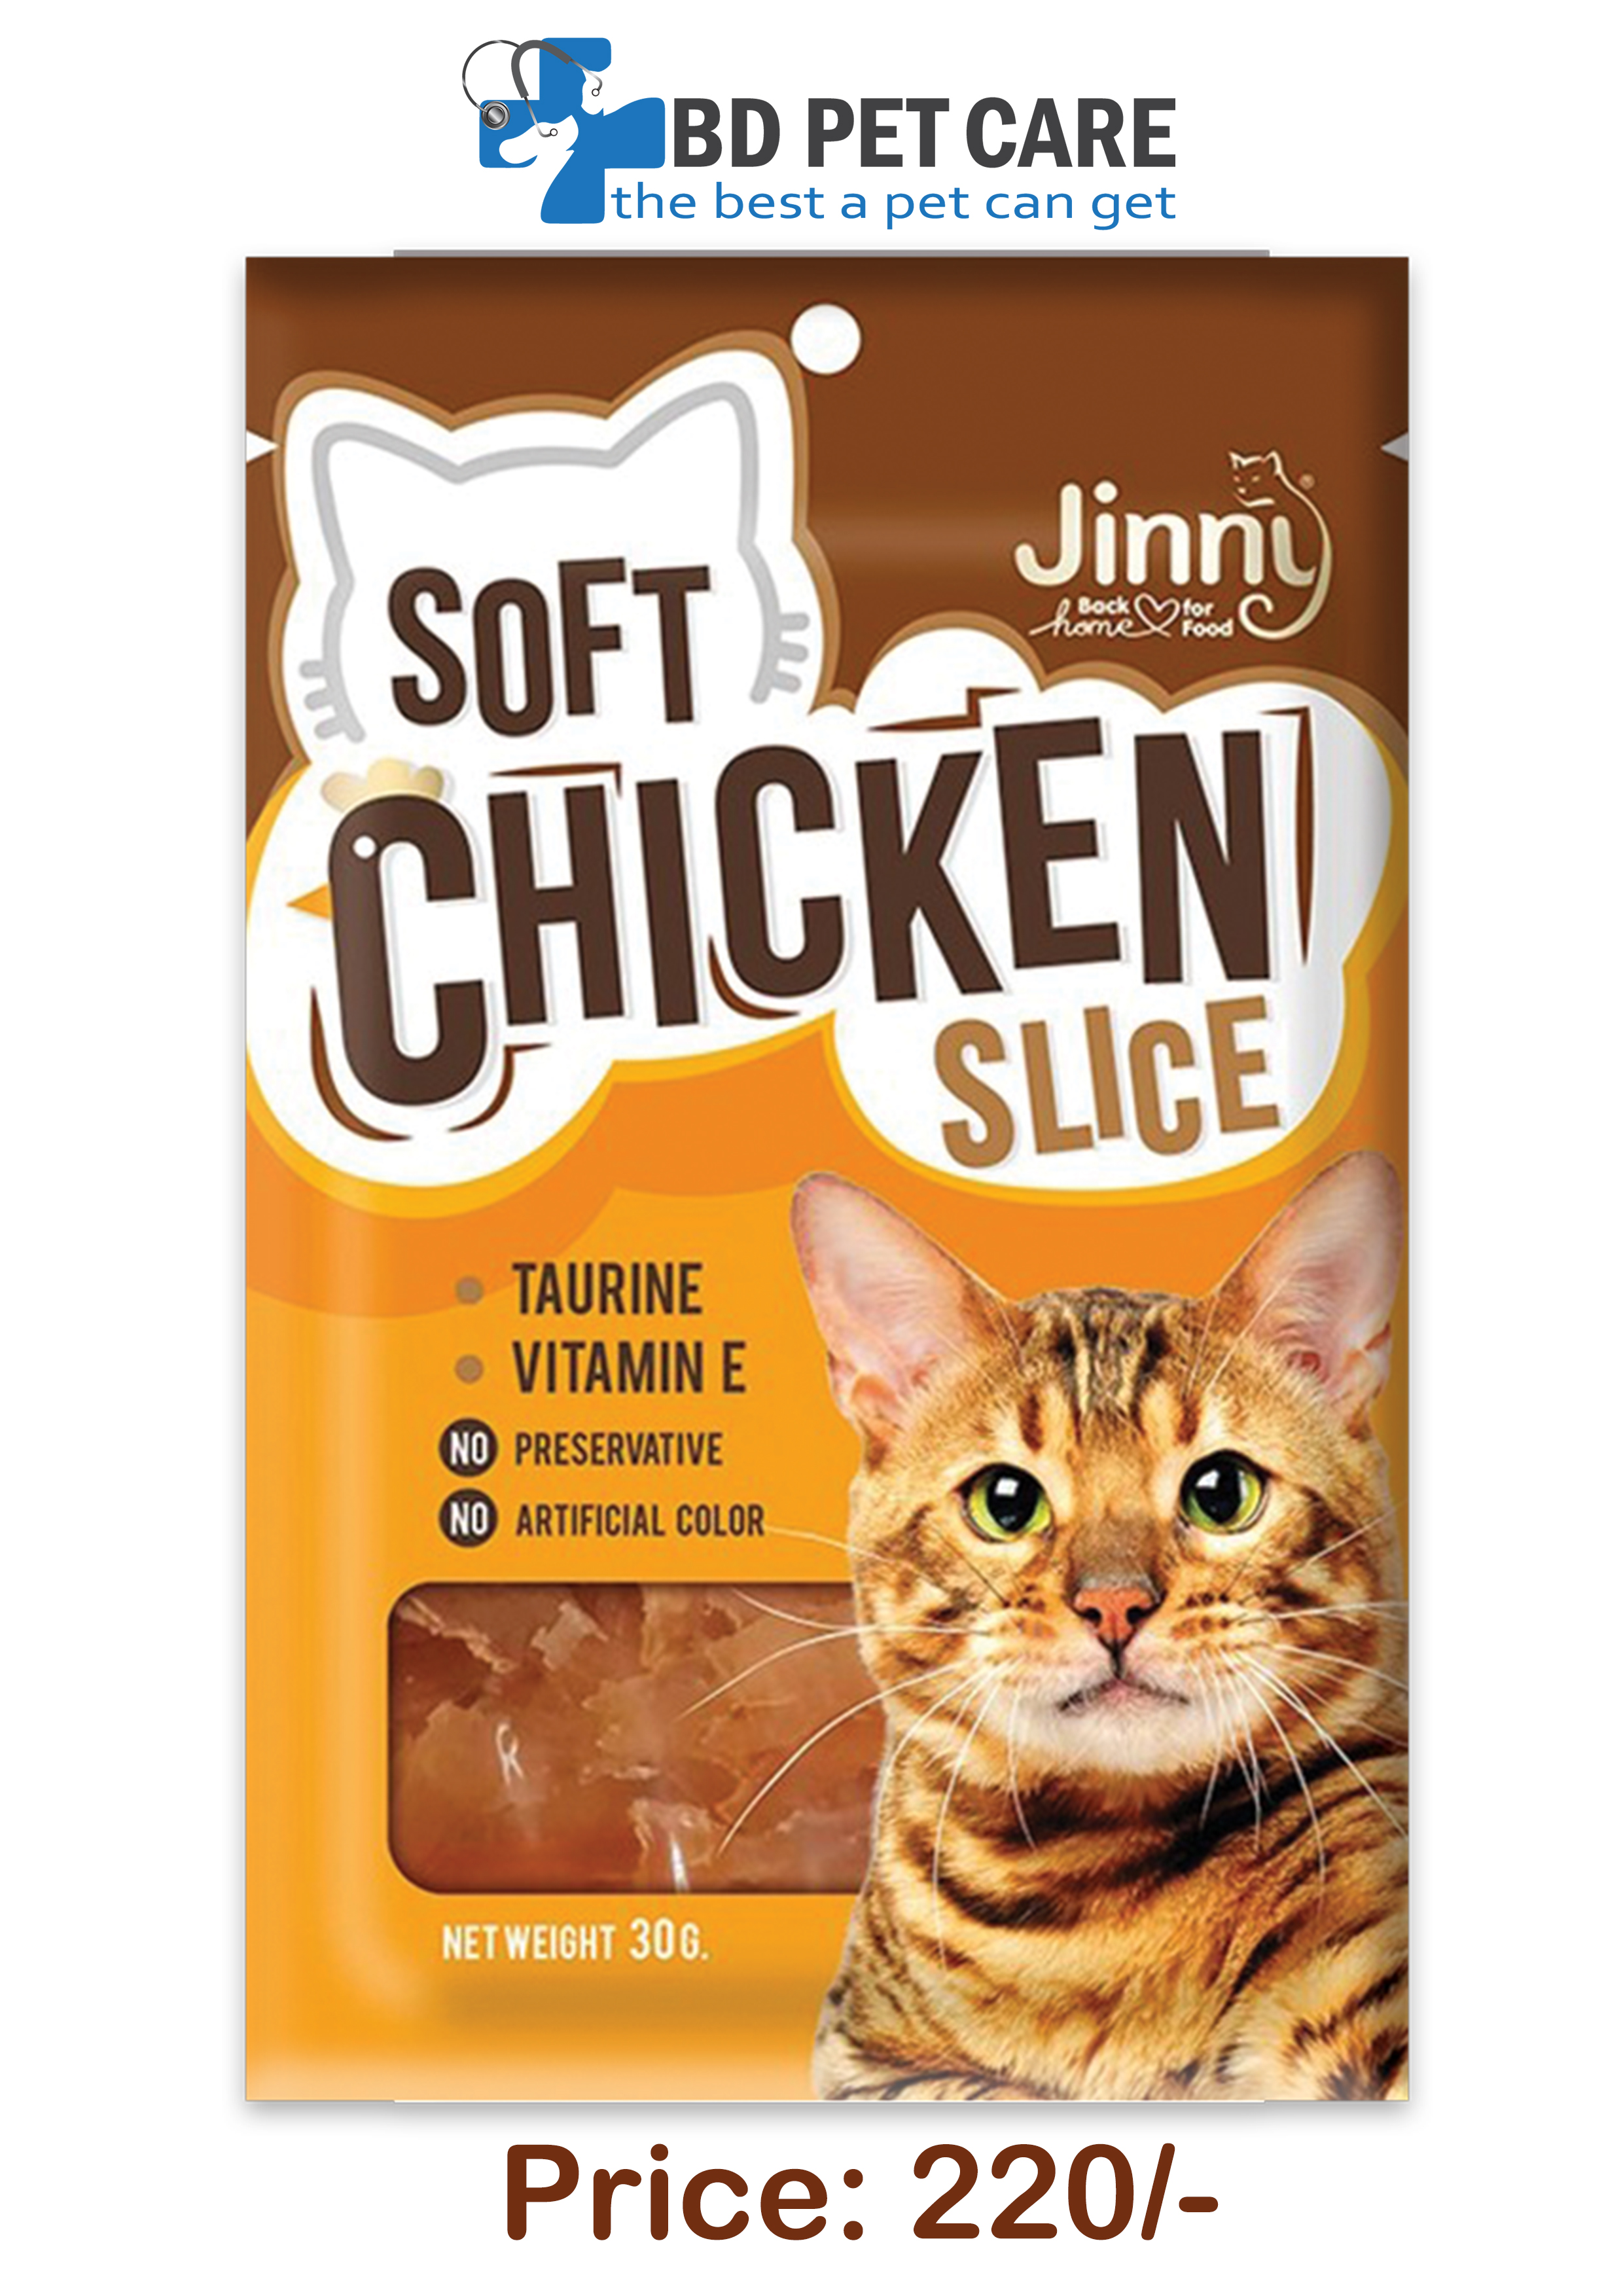 BD PET CARE
the best a pet can get
Jinny®
Back for
home Food
SOFT
CHICKEN
SLICE
TAURINE
VITAMIN E
NO PRESERVATIVE
NO ARTIFICIAL COLOR
NET WEIGHT 30G.
Price: 220/-